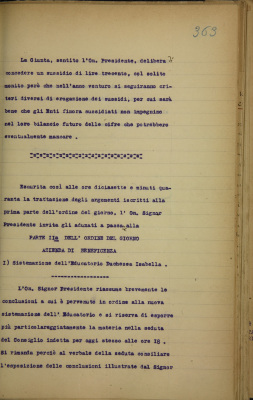 363
La Giunta, sentito l'On. Presidente, delibera
concedere un sussidio di lire trecento, col solito
monito però che nell'anno venturo si seguiranno cri-
teri diversi di erogazione dei sussidi, per cui sarà
bene che gli Enti finora sussidiati non impegnino
nel loro bilancio future delle cifre che potrebbero
eventualmente mancare .
Esaurita così alle ore diciassette e minuti qua-
ranta la trattazione degli argomenti iscritti alla
prima parte dell'ordine del giorno, l' On. Signor
Presidente invita gli adunati a passa alla
PARTE IIa DELL' ORDINE DEL GIORNO
AZIENDA DI BENEFICENZA
I) Sistemazione dell'Educatorio Duchessa Isabella .
L'On. Signor Presidente riassume brevemente le
conclusioni a cui è pervenuto in ordine alla nuova
sistemazione dell' Educatorio e si riserva di esporre
più particolareggiatamente la materia nella seduta
del Consiglio indetta per oggi stesso alle ore 18 .
Si rimanda perciò al verbale della seduta consiliare
l'esposizione delle conclusioni illustrate dal Signor